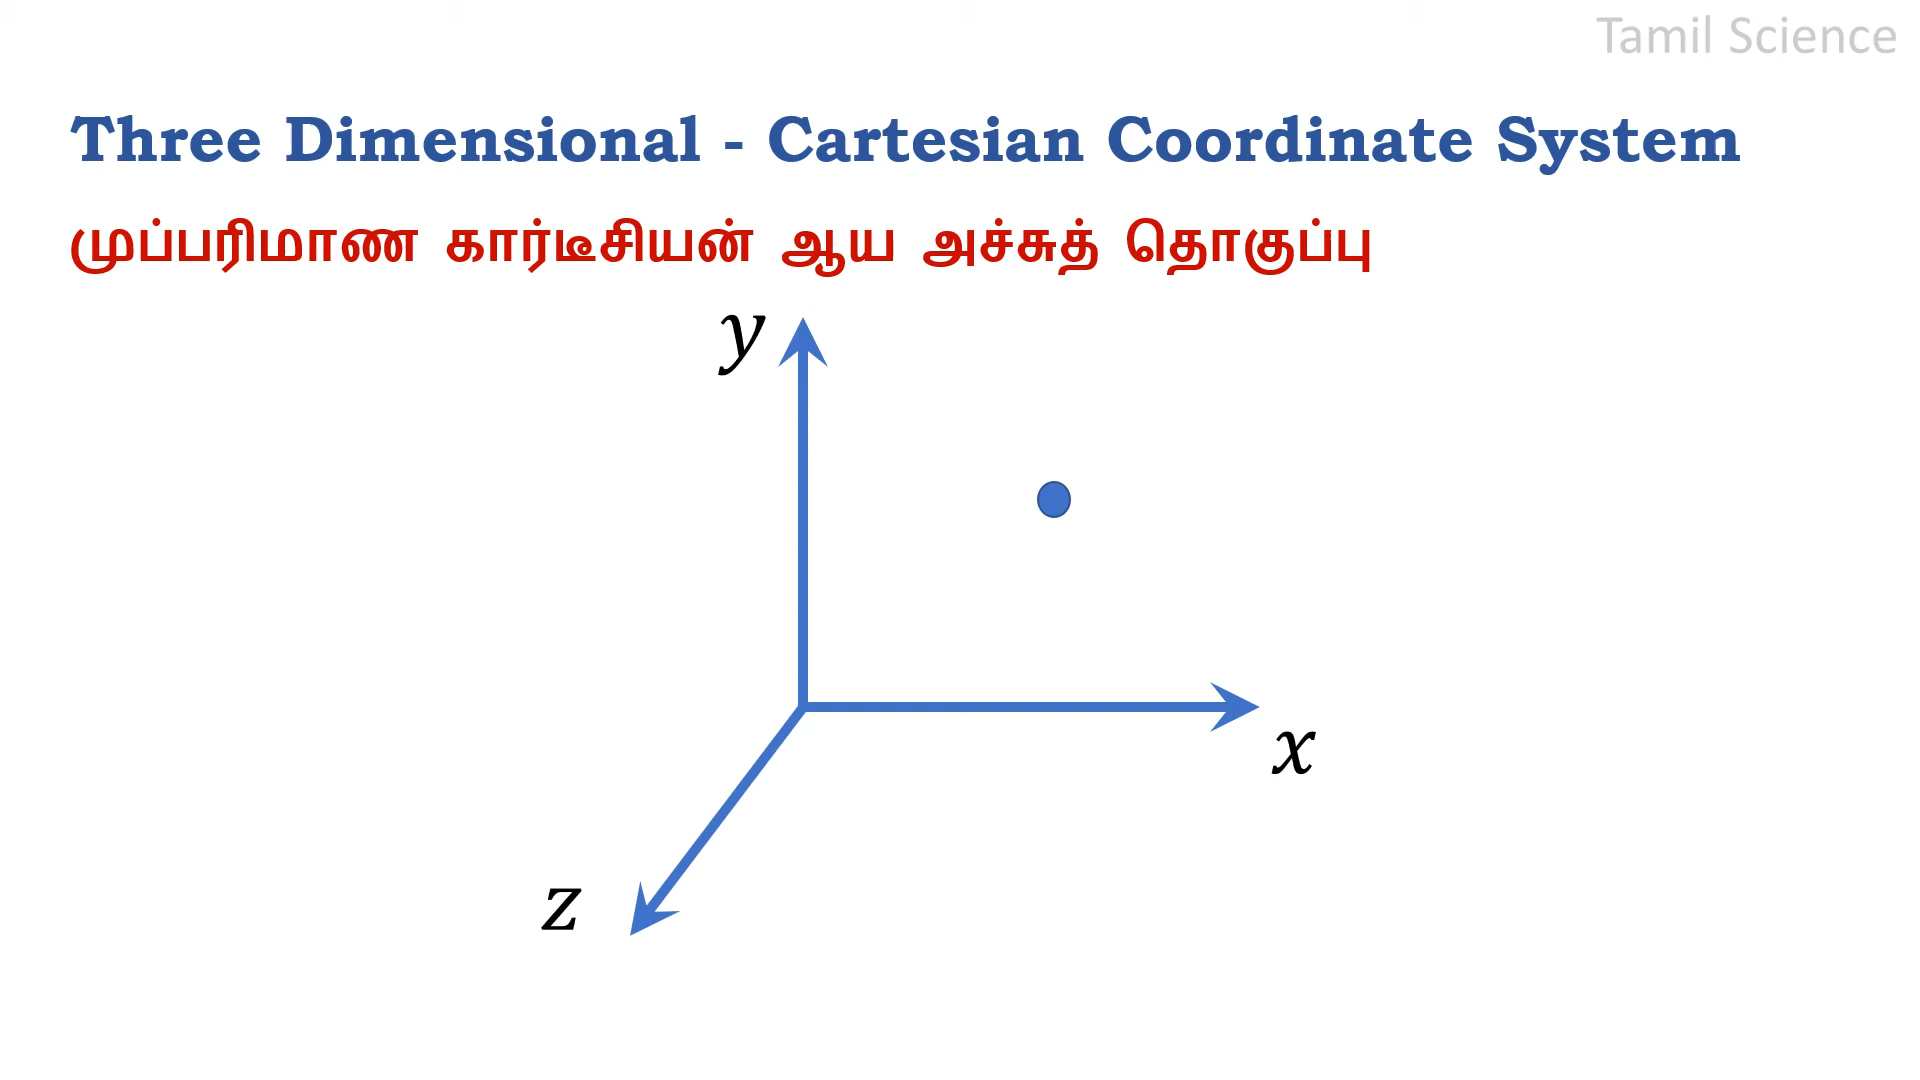 Tamil Science
Three Dimensional - Cartesian Coordinate System
முப்பரிமாண கார்டீசியன் ஆய அச்சுத் தொகுப்பு
y
x
z